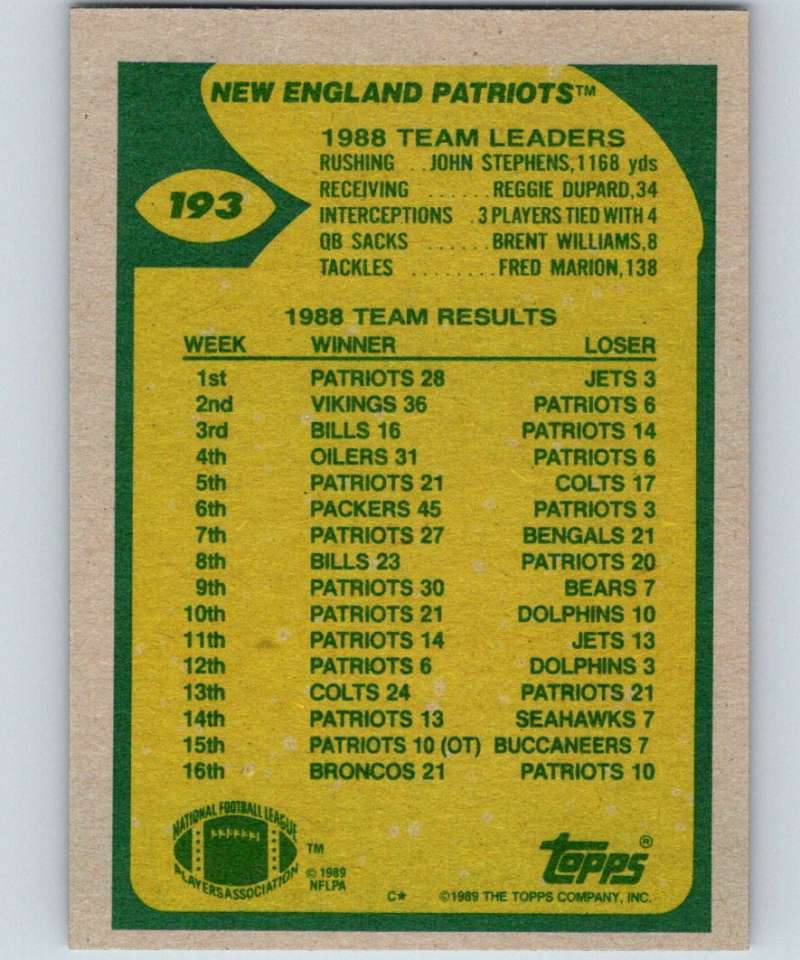 NEW ENGLAND PATRIOTS™
193
1988 TEAM LEADERS
RUSHING .. JOHN STEPHENS, 1168 yds
RECEIVING ...... REGGIE DUPARD, 34
INTERCEPTIONS . 3 PLAYERS TIED WITH 4
QB SACKS ...... BRENT WILLIAMS, 8
TACKLES ........ FRED MARION, 138
1988 TEAM RESULTS
WEEK WINNER LOSER
1st PATRIOTS 28 JETS 3
2nd VIKINGS 36 PATRIOTS 6
3rd BILLS 16 PATRIOTS 14
4th OILERS 31 PATRIOTS 6
5th PATRIOTS 21 COLTS 17
6th PACKERS 45 PATRIOTS 3
7th PATRIOTS 27 BENGALS 21
8th BILLS 23 PATRIOTS 20
9th PATRIOTS 30 BEARS 7
10th PATRIOTS 21 DOLPHINS 10
11th PATRIOTS 14 JETS 13
12th PATRIOTS 6 DOLPHINS 3
13th COLTS 24 PATRIOTS 21
14th PATRIOTS 13 SEAHAWKS 7
15th PATRIOTS 10 (OT) BUCCANEERS 7
16th BRONCOS 21 PATRIOTS 10
NATIONAL FOOTBALL LEAGUE
PLAYERS ASSOCIATION
™
© 1989
NFLPA
topps®
C* ©1989 THE TOPPS COMPANY, INC.